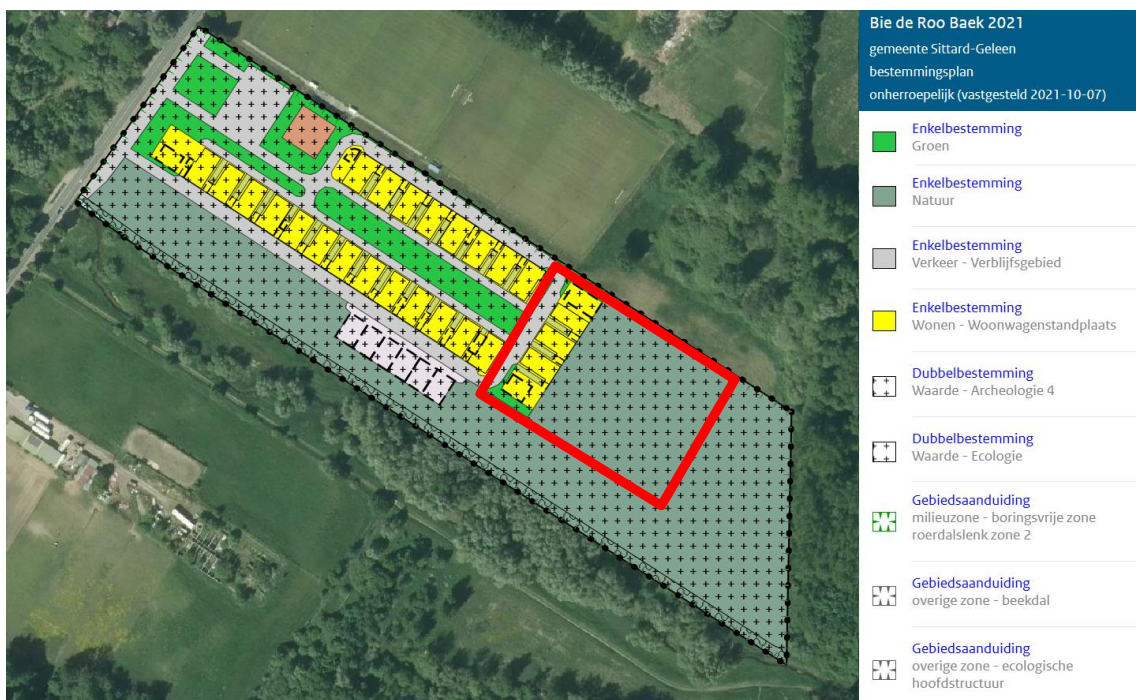 Bie de Roo Baek 2021
gemeente Sittard-Geleen
bestemmingsplan
onherroepelijk (vastgesteld 2021-10-07)
Enkelbestemming
Groen
Enkelbestemming
Natuur
Enkelbestemming
Verkeer - Verblijfsgebied
Enkelbestemming
Wonen - Woonwagenstandplaats
Dubbelbestemming
Waarde - Archeologie 4
Dubbelbestemming
Waarde - Ecologie
Gebiedsaanduiding
milieuzone - boringsvrije zone
roerdalslenk zone 2
Gebiedsaanduiding
overige zone - beekdal
Gebiedsaanduiding
overige zone - ecologische
hoofdstructuur